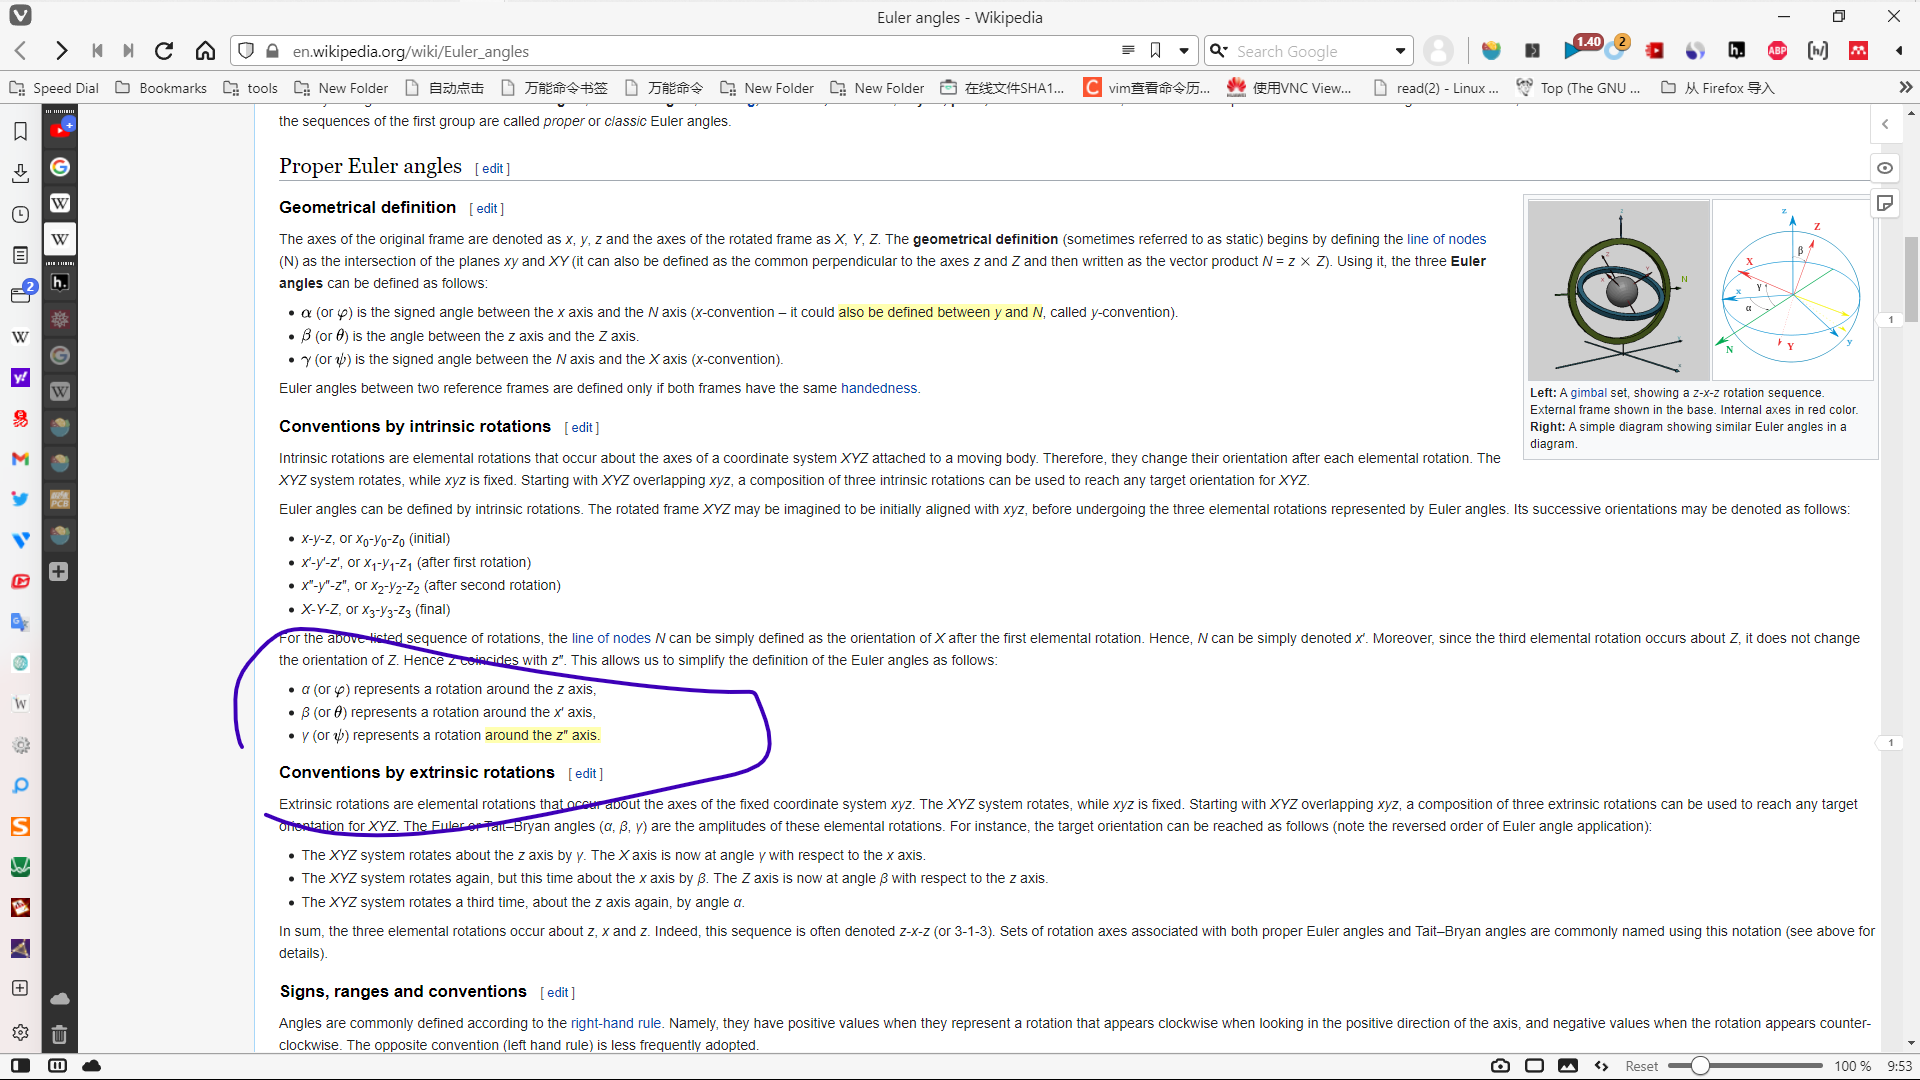 Euler angles - Wikipedia
en.wikipedia.org/wiki/Euler_angles
Search Google
1.40
2
ABP
Speed Dial Bookmarks tools New Folder 自动点击 万能命令书签 万能命令 New Folder New Folder 在线文件SHA1... vim查看命令历... 使用VNC View... read(2) - Linux ... Top (The GNU ... 从 Firefox 导入
the sequences of the first group are called proper or classic Euler angles.
Proper Euler angles [ edit ]
Geometrical definition [ edit ]
The axes of the original frame are denoted as x, y, z and the axes of the rotated frame as X, Y, Z. The geometrical definition (sometimes referred to as static) begins by defining the line of nodes
(N) as the intersection of the planes xy and XY (it can also be defined as the common perpendicular to the axes z and Z and then written as the vector product N = z × Z). Using it, the three Euler
angles can be defined as follows:
• α (or φ) is the signed angle between the x axis and the N axis (x-convention – it could also be defined between y and N, called y-convention).
• β (or θ) is the angle between the z axis and the Z axis.
• γ (or ψ) is the signed angle between the N axis and the X axis (x-convention).
Euler angles between two reference frames are defined only if both frames have the same handedness.
Left: A gimbal set, showing a z-x-z rotation sequence.
External frame shown in the base. Internal axes in red color.
Right: A simple diagram showing similar Euler angles in a
diagram.
Conventions by intrinsic rotations [ edit ]
Intrinsic rotations are elemental rotations that occur about the axes of a coordinate system XYZ attached to a moving body. Therefore, they change their orientation after each elemental rotation. The
XYZ system rotates, while xyz is fixed. Starting with XYZ overlapping xyz, a composition of three intrinsic rotations can be used to reach any target orientation for XYZ.
Euler angles can be defined by intrinsic rotations. The rotated frame XYZ may be imagined to be initially aligned with xyz, before undergoing the three elemental rotations represented by Euler angles. Its successive orientations may be denoted as follows:
• x-y-z, or x0-y0-z0 (initial)
• x′-y′-z′, or x1-y1-z1 (after first rotation)
• x″-y″-z″, or x2-y2-z2 (after second rotation)
• X-Y-Z, or x3-y3-z3 (final)
For the above-listed sequence of rotations, the line of nodes N can be simply defined as the orientation of X after the first elemental rotation. Hence, N can be simply denoted x′. Moreover, since the third elemental rotation occurs about Z, it does not change
the orientation of Z. Hence Z coincides with z″. This allows us to simplify the definition of the Euler angles as follows:
• α (or φ) represents a rotation around the z axis,
• β (or θ) represents a rotation around the x′ axis,
• γ (or ψ) represents a rotation around the z″ axis.
Conventions by extrinsic rotations [ edit ]
Extrinsic rotations are elemental rotations that occur about the axes of the fixed coordinate system xyz. The XYZ system rotates, while xyz is fixed. Starting with XYZ overlapping xyz, a composition of three extrinsic rotations can be used to reach any target
orientation for XYZ. The Euler or Tait–Bryan angles (α, β, γ) are the amplitudes of these elemental rotations. For instance, the target orientation can be reached as follows (note the reversed order of Euler angle application):
• The XYZ system rotates about the z axis by γ. The X axis is now at angle γ with respect to the x axis.
• The XYZ system rotates again, but this time about the x axis by β. The Z axis is now at angle β with respect to the z axis.
• The XYZ system rotates a third time, about the z axis again, by angle α.
In sum, the three elemental rotations occur about z, x and z. Indeed, this sequence is often denoted z-x-z (or 3-1-3). Sets of rotation axes associated with both proper Euler angles and Tait–Bryan angles are commonly named using this notation (see above for
details).
Signs, ranges and conventions [ edit ]
Angles are commonly defined according to the right-hand rule. Namely, they have positive values when they represent a rotation that appears clockwise when looking in the positive direction of the axis, and negative values when the rotation appears counter-
clockwise. The opposite convention (left hand rule) is less frequently adopted.
Reset 100 % 9:53